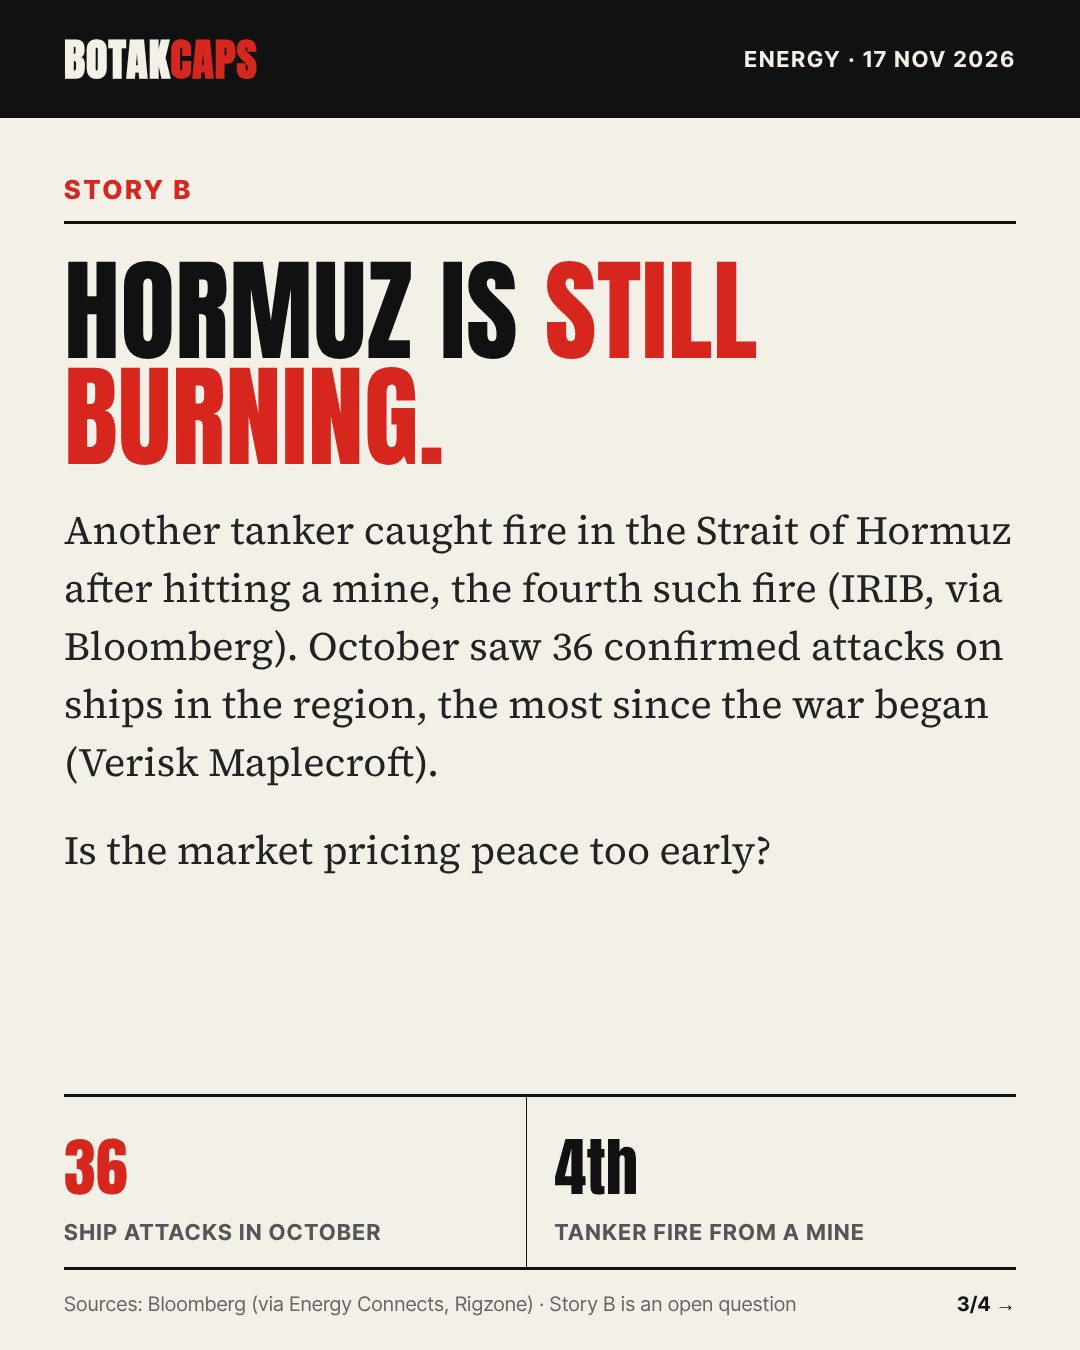 BOTAKCAPS
ENERGY · 17 NOV 2026
STORY B
HORMUZ IS STILL
BURNING.
Another tanker caught fire in the Strait of Hormuz
after hitting a mine, the fourth such fire (IRIB, via
Bloomberg). October saw 36 confirmed attacks on
ships in the region, the most since the war began
(Verisk Maplecroft).
Is the market pricing peace too early?
36
SHIP ATTACKS IN OCTOBER
4th
TANKER FIRE FROM A MINE
Sources: Bloomberg (via Energy Connects, Rigzone) · Story B is an open question
3/4 →